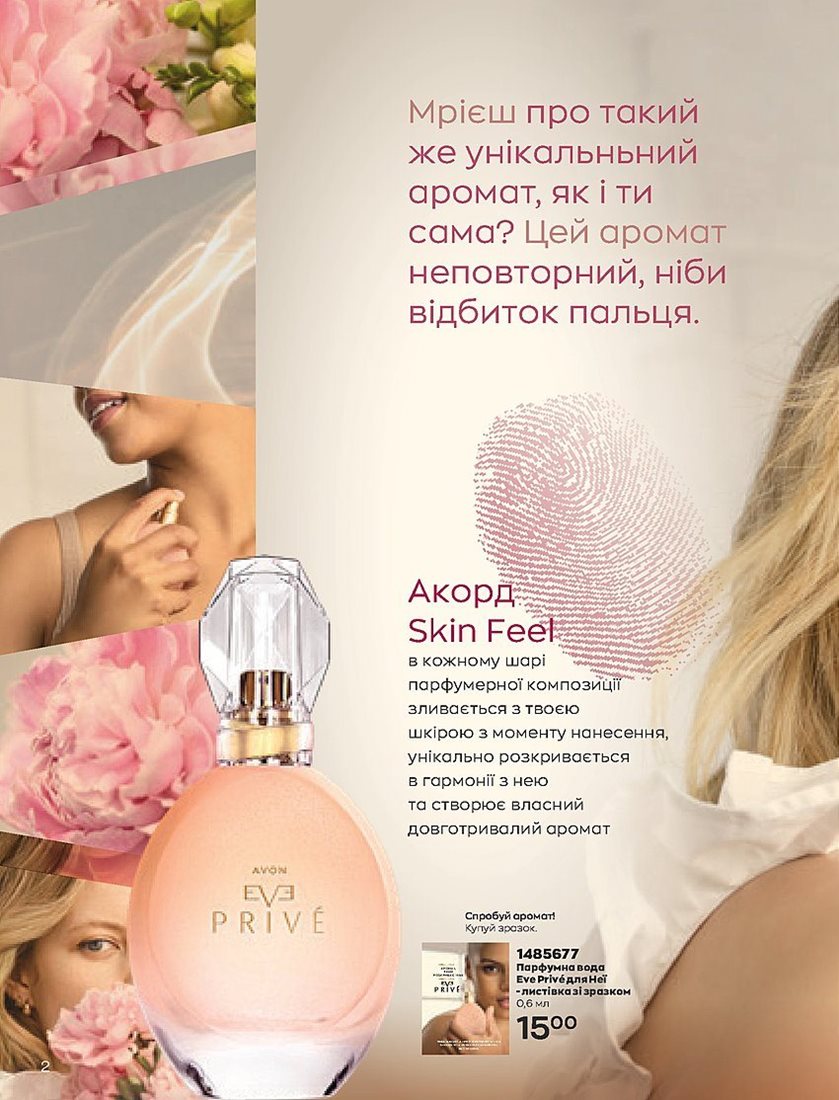 Мрієш про такий
же унікальньний
аромат, як і ти
сама? Цей аромат
неповторний, ніби
відбиток пальця.
Акорд
Skin Feel
в кожному шарі
парфумерної композиції
зливається з твоєю
шкірою з моменту нанесення,
унікально розкривається
в гармонії з нею
та створює власний
довготривалий аромат
AVON
EVE
PRIVÉ
Спробуй аромат!
Купуй зразок.
1485677
Парфумна вода
Eve Privé для Неї
- листівка зі зразком
0,6 мл
1500
EVE
PRIVÉ
2